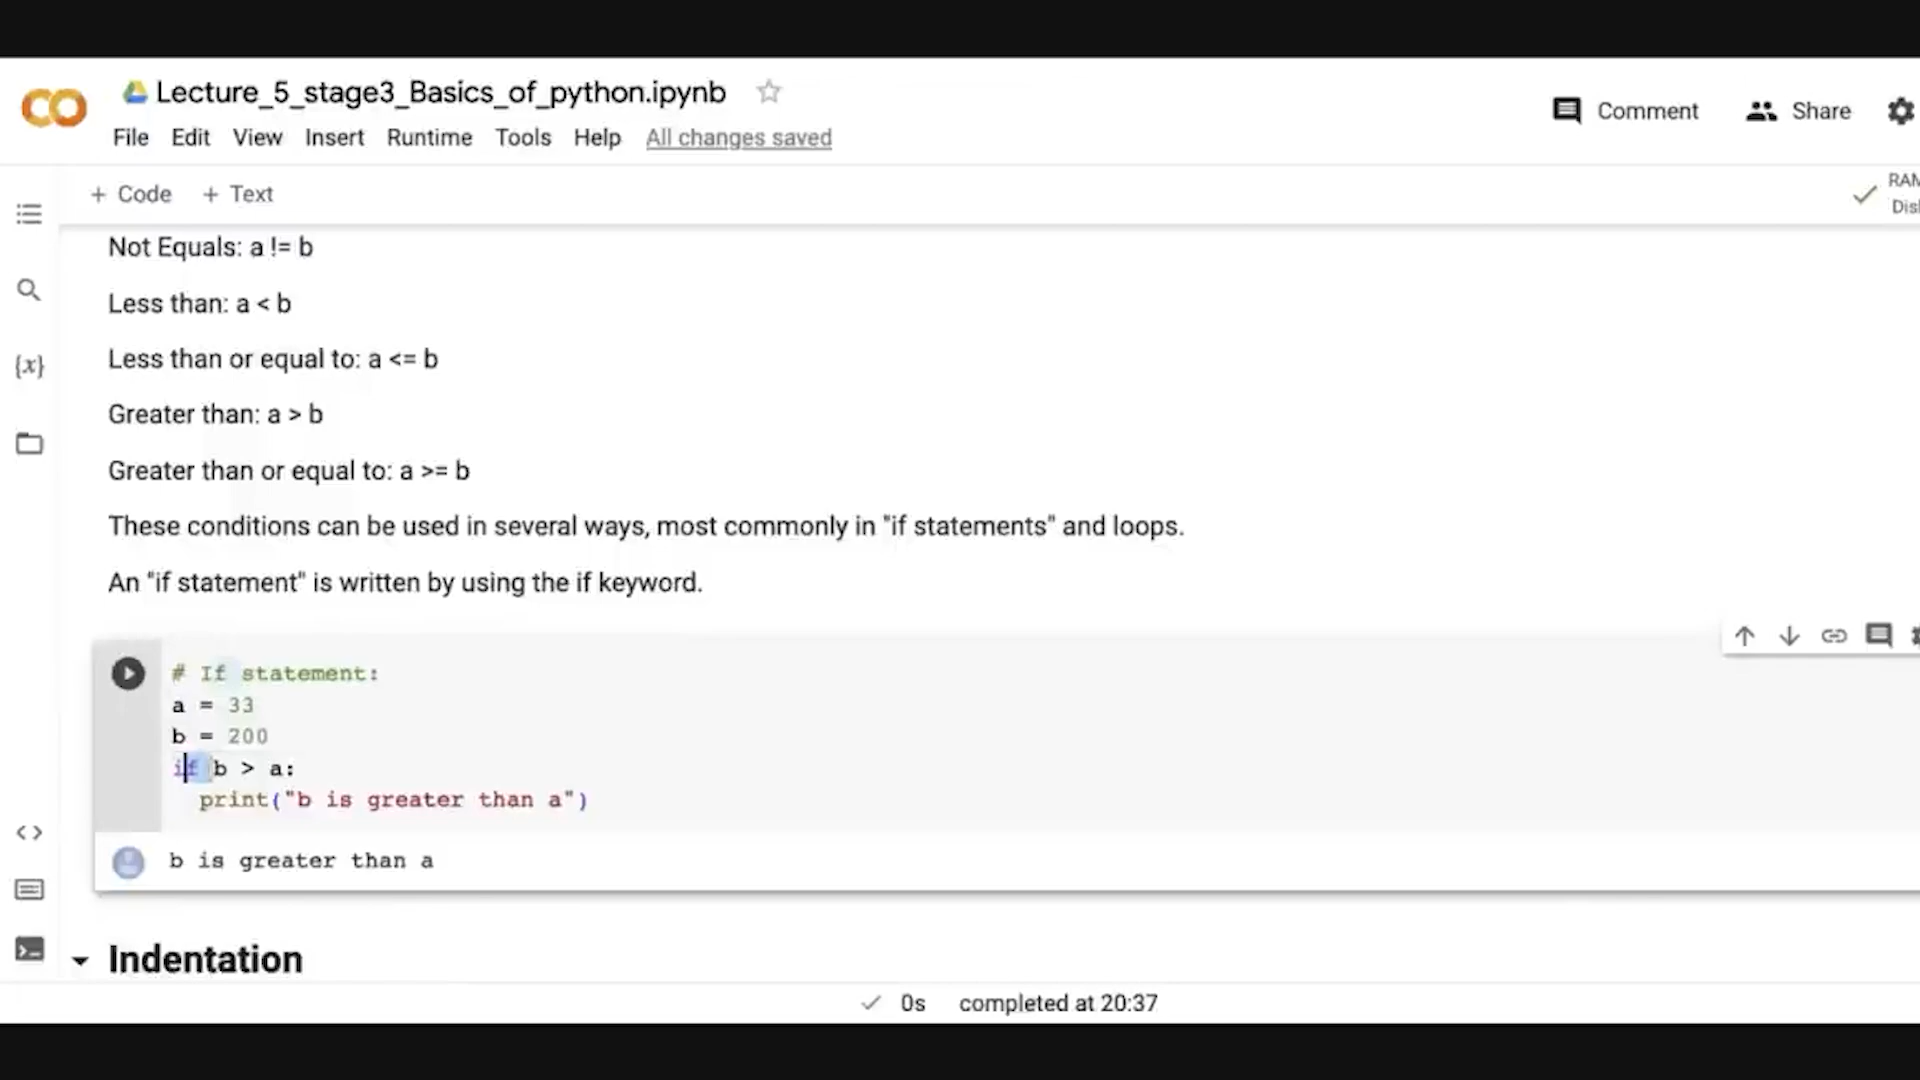 Lecture_5_stage3_Basics_of_python.ipynb
File Edit View Insert Runtime Tools Help All changes saved
Comment Share
+ Code + Text
RAM
Disk
Not Equals: a != b
Less than: a < b
Less than or equal to: a <= b
Greater than: a > b
Greater than or equal to: a >= b
These conditions can be used in several ways, most commonly in "if statements" and loops.
An "if statement" is written by using the if keyword.
# If statement:
a = 33
b = 200
if b > a:
print("b is greater than a")
b is greater than a
Indentation
0s completed at 20:37